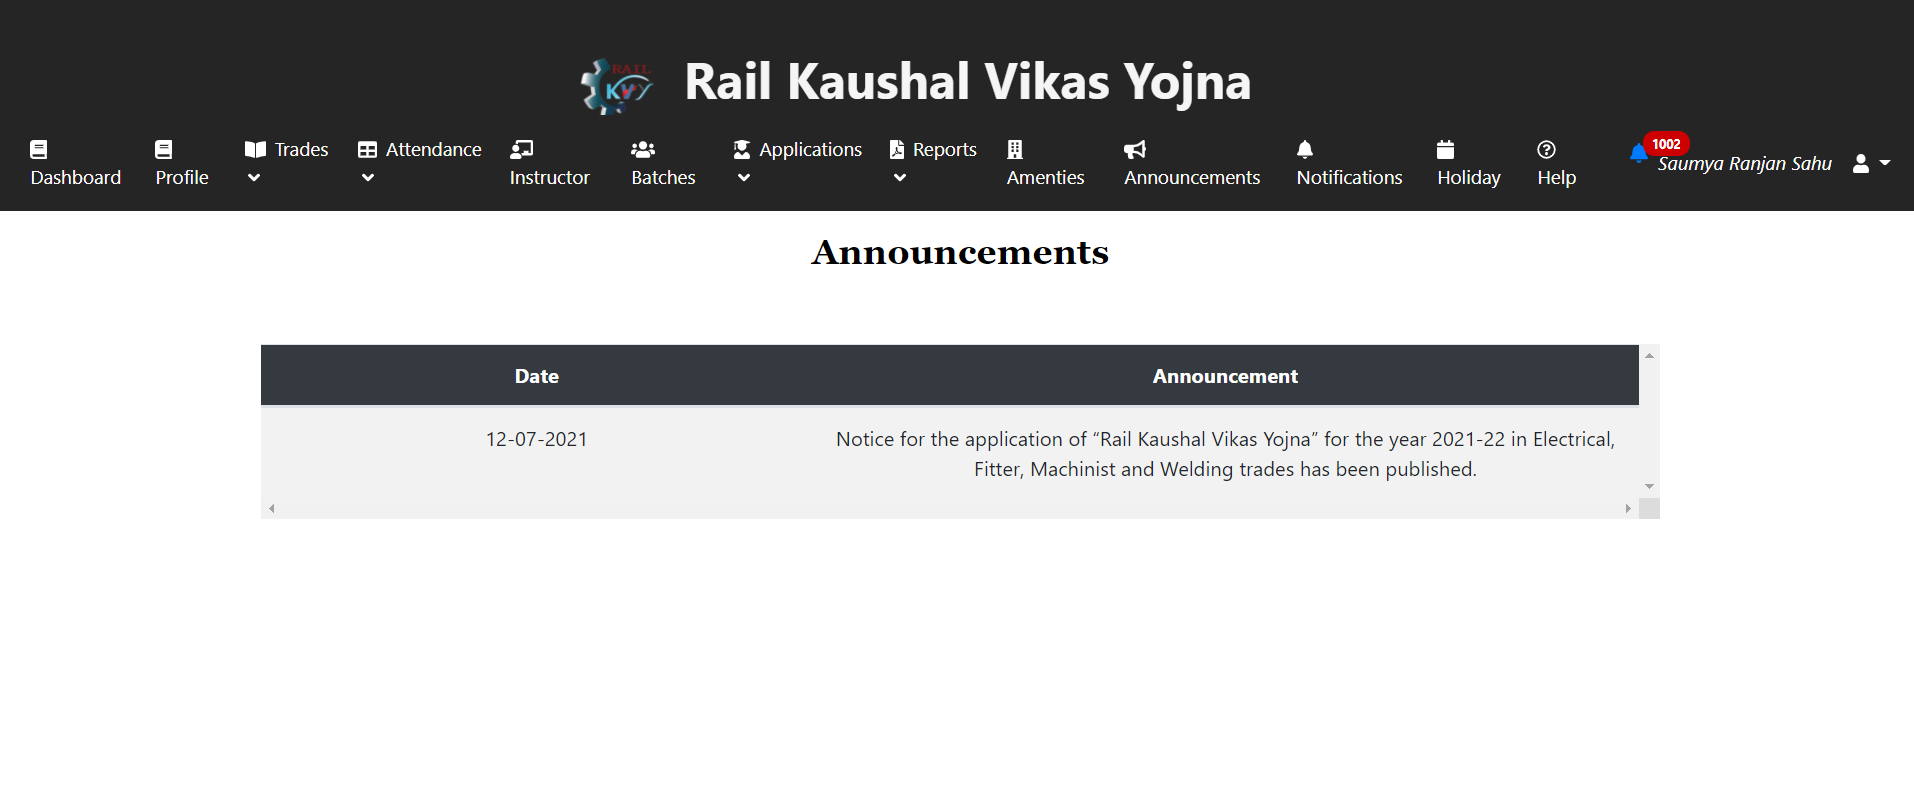 RAIL
KVY
Rail Kaushal Vikas Yojna
Dashboard
Profile
Trades
Attendance
Instructor
Batches
Applications
Reports
Amenties
Announcements
Notifications
Holiday
Help
1002
Saumya Ranjan Sahu
Announcements
Date Announcement
12-07-2021 Notice for the application of “Rail Kaushal Vikas Yojna” for the year 2021-22 in Electrical,
Fitter, Machinist and Welding trades has been published.